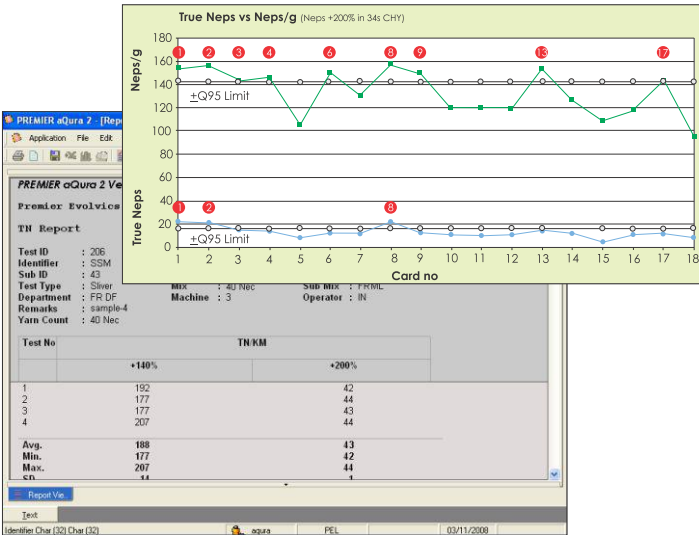 True Neps vs Neps/g (Neps +200% in 34s CHY)
Neps/g
True Neps
180
160
140
120
100
80
60
40
20
0
1 2 3 4 6 8 9 13 17
+Q95 Limit
1 2 8
+Q95 Limit
1 2 3 4 5 6 7 8 9 10 11 12 13 14 15 16 17 18
Card no
PREMIER aQura 2 - [Rep
Application File Edit
PREMIER aQura 2 Ve
Premier Evolvics
TN Report
Test ID : 206
Identifier : SSM
Sub ID : 43
Test Type : Sliver Mix : 40 Nec Sub Mix : FRML
Department : FR DF Machine : 3 Operator : IN
Remarks : sample-4
Yarn Count : 40 Nec
Test No TN/KM
+140% +200%
1 192 42
2 177 44
3 177 43
4 207 44
Avg. 188 43
Min. 177 42
Max. 207 44
SD 14 1
Report Vie.
Text
Identifier Char (32) Char (32) aqura PEL 03/11/2008